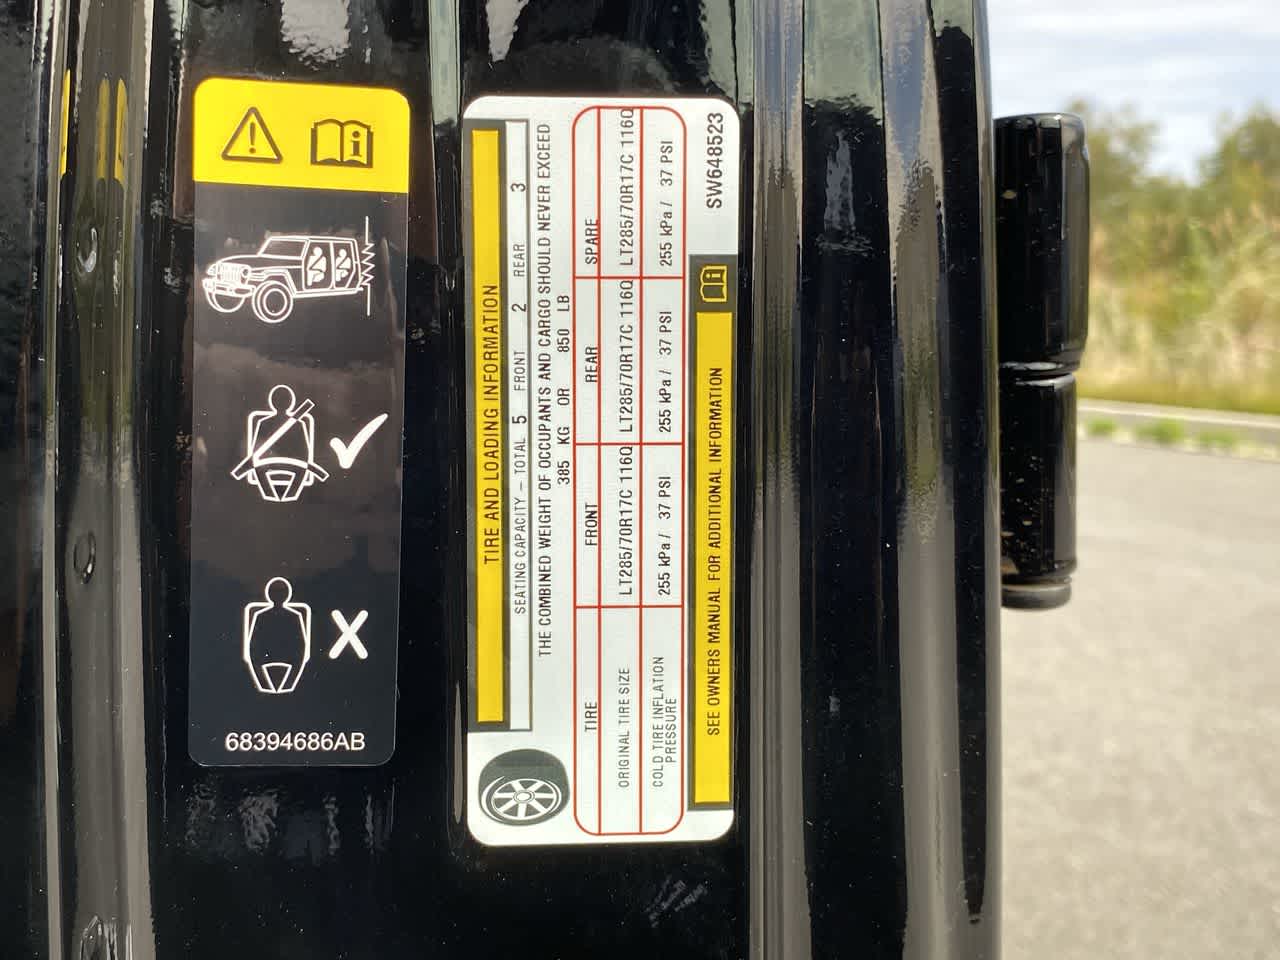 68394686AB
TIRE AND LOADING INFORMATION
SEATING CAPACITY – TOTAL 5 FRONT 2 REAR 3
THE COMBINED WEIGHT OF OCCUPANTS AND CARGO SHOULD NEVER EXCEED
385 KG OR 850 LB
TIRE FRONT REAR SPARE
ORIGINAL TIRE SIZE LT285/70R17C 116Q LT285/70R17C 116Q LT285/70R17C 116Q
COLD TIRE INFLATION PRESSURE 255 kPa / 37 PSI 255 kPa / 37 PSI 255 kPa / 37 PSI
SEE OWNERS MANUAL FOR ADDITIONAL INFORMATION
SW648523